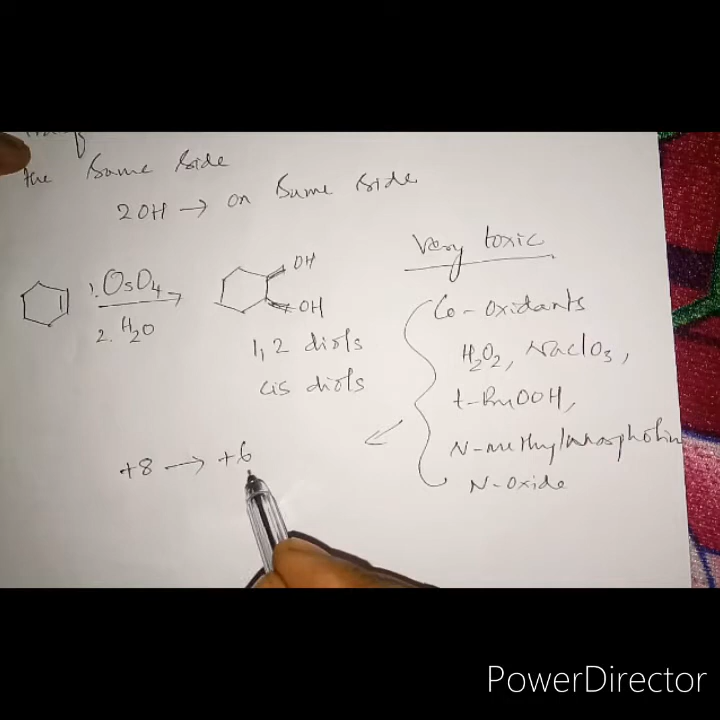 the Same Side
2OH → on Same Side
Very toxic
1. OsO4
2. H2O
OH
OH
1,2 diols
cis diols
Co-Oxidants
H2O2, NaClO3,
t-BuOOH,
N-methylmorpholin
N-Oxide
+8 → +6
PowerDirector